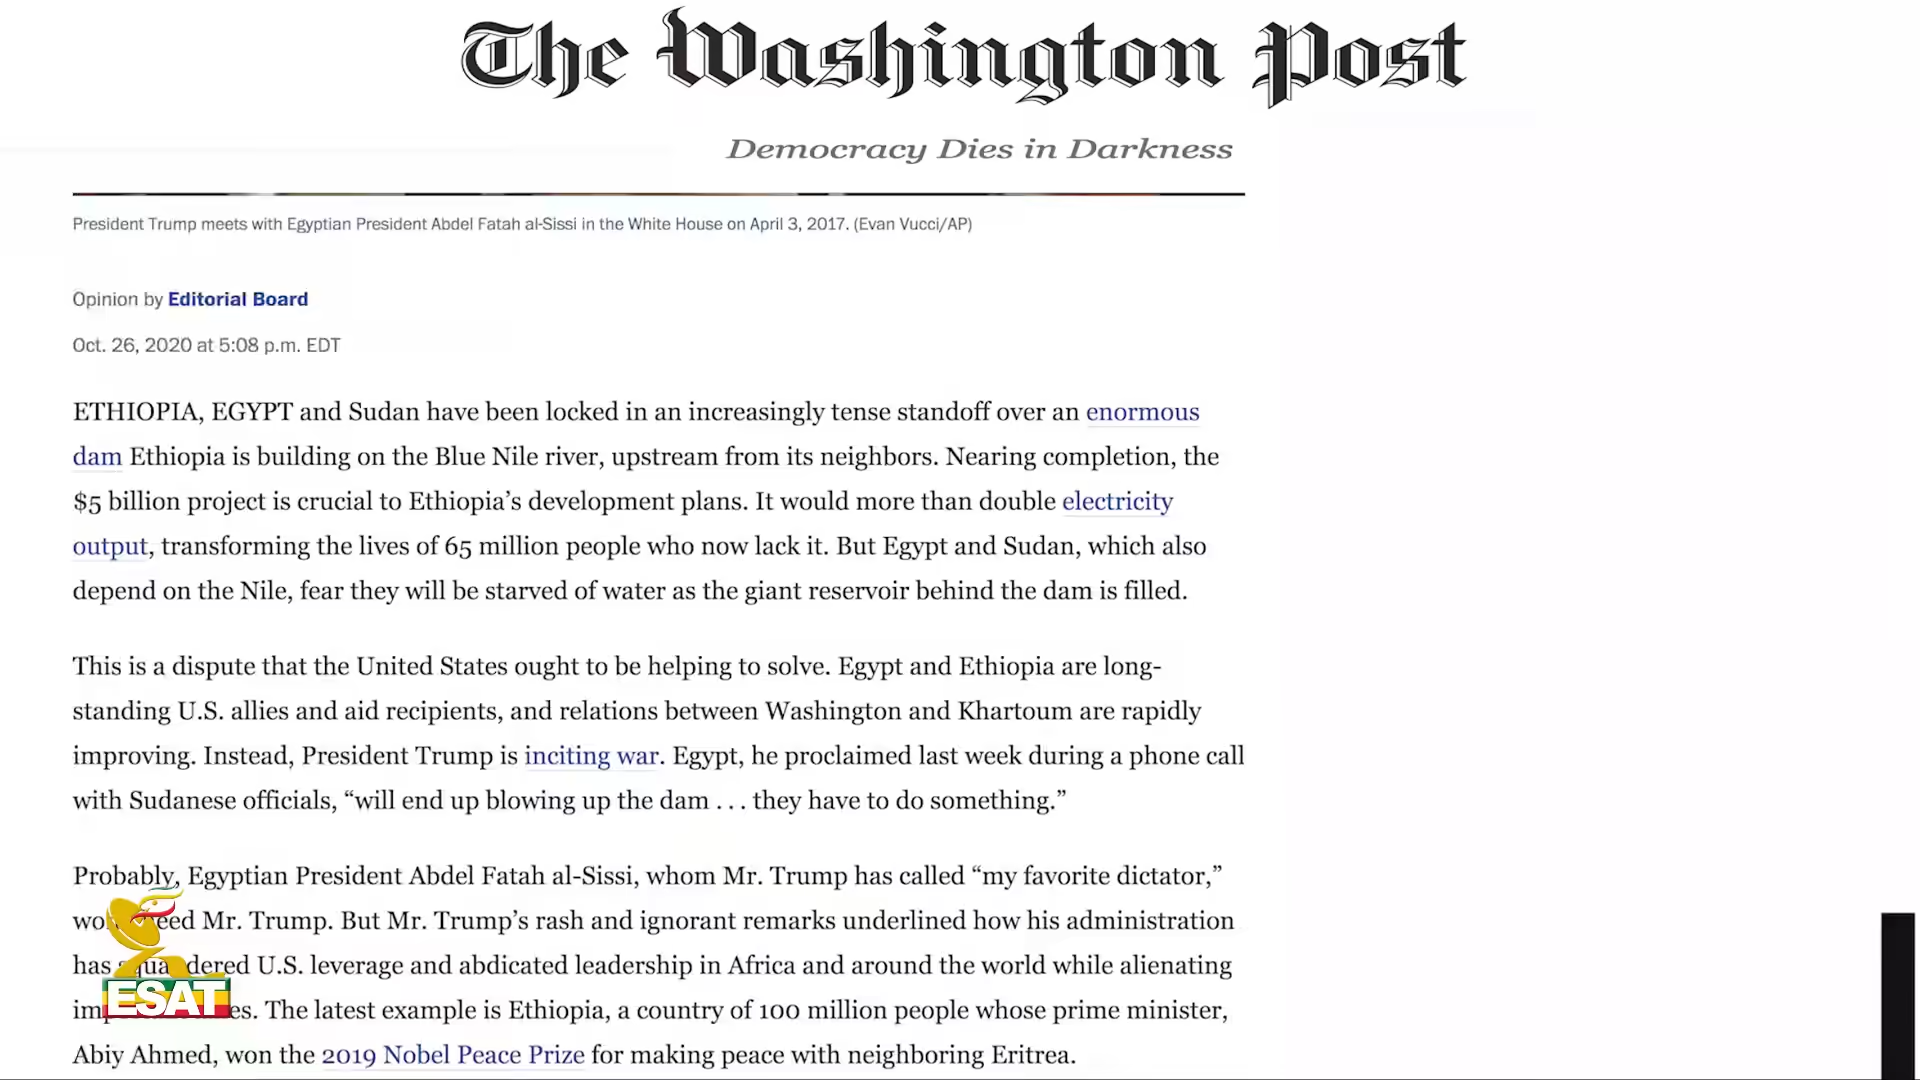 The Washington Post
Democracy Dies in Darkness
President Trump meets with Egyptian President Abdel Fatah al-Sissi in the White House on April 3, 2017. (Evan Vucci/AP)
Opinion by Editorial Board
Oct. 26, 2020 at 5:08 p.m. EDT
ETHIOPIA, EGYPT and Sudan have been locked in an increasingly tense standoff over an enormous
dam Ethiopia is building on the Blue Nile river, upstream from its neighbors. Nearing completion, the
$5 billion project is crucial to Ethiopia’s development plans. It would more than double electricity
output, transforming the lives of 65 million people who now lack it. But Egypt and Sudan, which also
depend on the Nile, fear they will be starved of water as the giant reservoir behind the dam is filled.
This is a dispute that the United States ought to be helping to solve. Egypt and Ethiopia are long-
standing U.S. allies and aid recipients, and relations between Washington and Khartoum are rapidly
improving. Instead, President Trump is inciting war. Egypt, he proclaimed last week during a phone call
with Sudanese officials, “will end up blowing up the dam . . . they have to do something.”
Probably, Egyptian President Abdel Fatah al-Sissi, whom Mr. Trump has called “my favorite dictator,”
Mr. Trump. But Mr. Trump’s rash and ignorant remarks underlined how his administration
has squandered U.S. leverage and abdicated leadership in Africa and around the world while alienating
The latest example is Ethiopia, a country of 100 million people whose prime minister,
Abiy Ahmed, won the 2019 Nobel Peace Prize for making peace with neighboring Eritrea.
ESAT